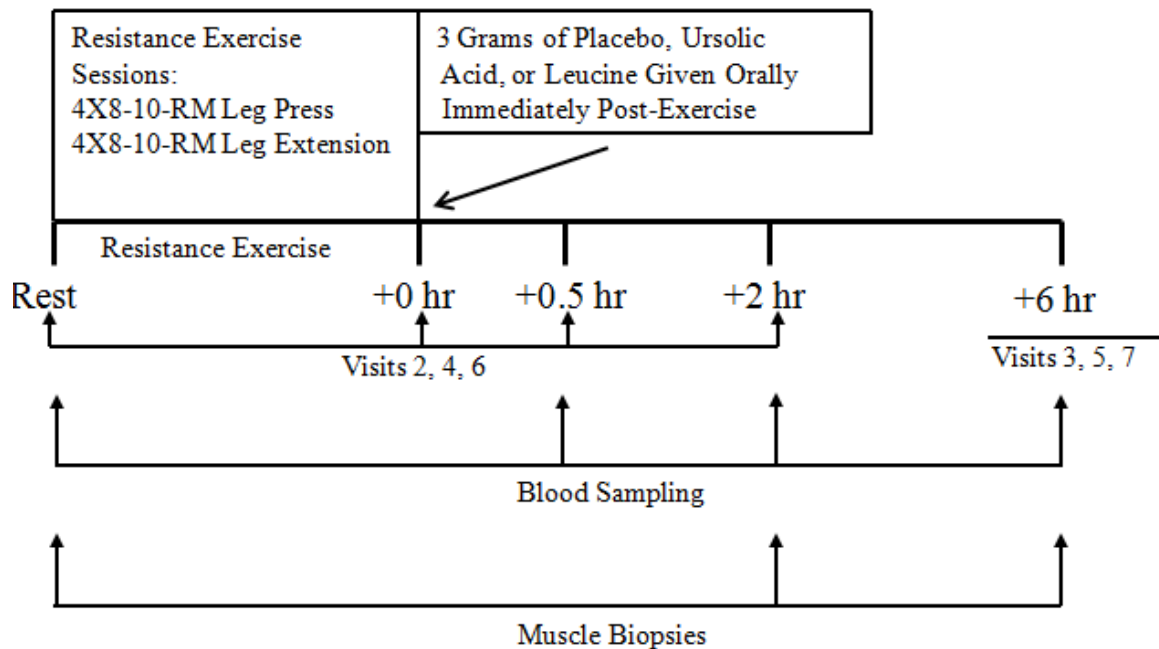 Resistance Exercise
Sessions:
4X8-10-RM Leg Press
4X8-10-RM Leg Extension
3 Grams of Placebo, Ursolic
Acid, or Leucine Given Orally
Immediately Post-Exercise
Resistance Exercise
Rest
+0 hr
+0.5 hr
+2 hr
+6 hr
Visits 2, 4, 6
Visits 3, 5, 7
Blood Sampling
Muscle Biopsies